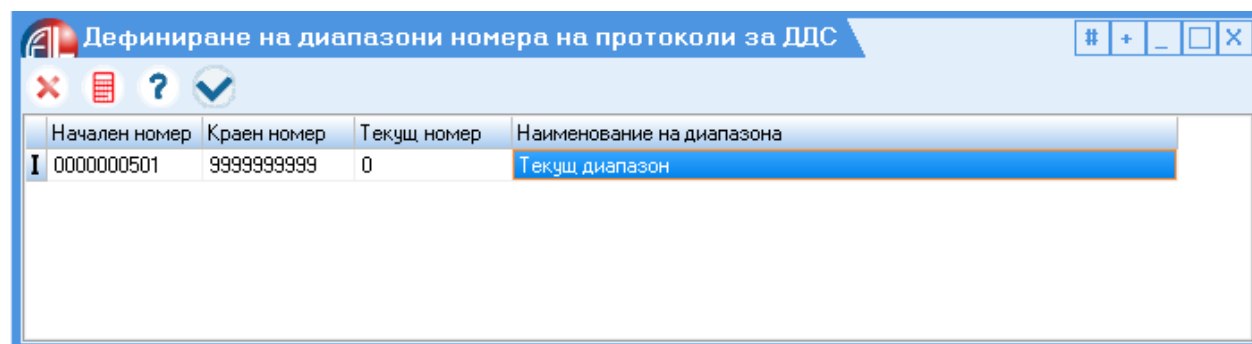 Дефиниране на диапазони номера на протоколи за ДДС
Начален номер Краен номер Текущ номер Наименование на диапазона
0000000501 9999999999 0 Текущ диапазон